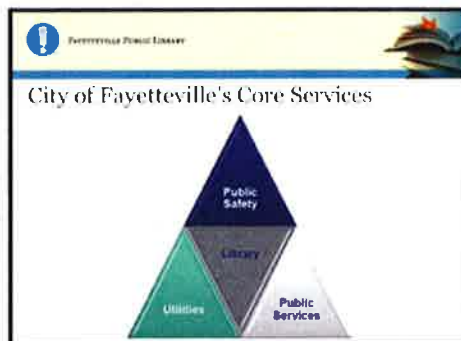 FAYETTEVILLE PUBLIC LIBRARY
City of Fayetteville's Core Services
Public
Safety
Library
Utilities
Public
Services